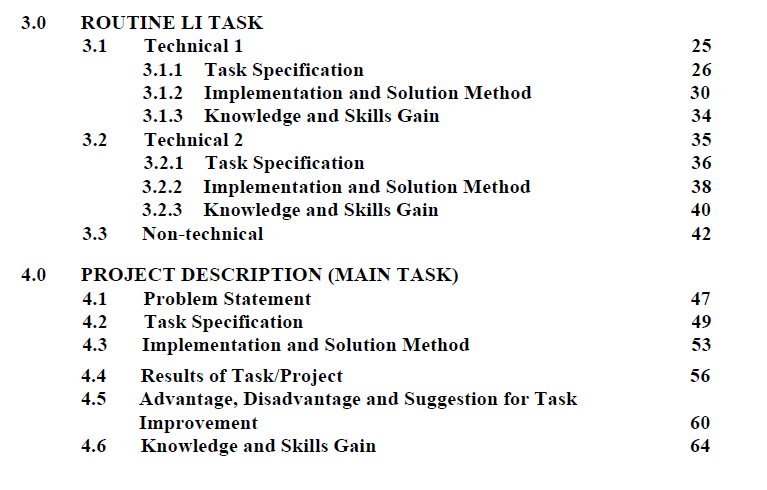 3.0 ROUTINE LI TASK
3.1 Technical 1 25
3.1.1 Task Specification 26
3.1.2 Implementation and Solution Method 30
3.1.3 Knowledge and Skills Gain 34
3.2 Technical 2 35
3.2.1 Task Specification 36
3.2.2 Implementation and Solution Method 38
3.2.3 Knowledge and Skills Gain 40
3.3 Non-technical 42
4.0 PROJECT DESCRIPTION (MAIN TASK)
4.1 Problem Statement 47
4.2 Task Specification 49
4.3 Implementation and Solution Method 53
4.4 Results of Task/Project 56
4.5 Advantage, Disadvantage and Suggestion for Task
Improvement 60
4.6 Knowledge and Skills Gain 64